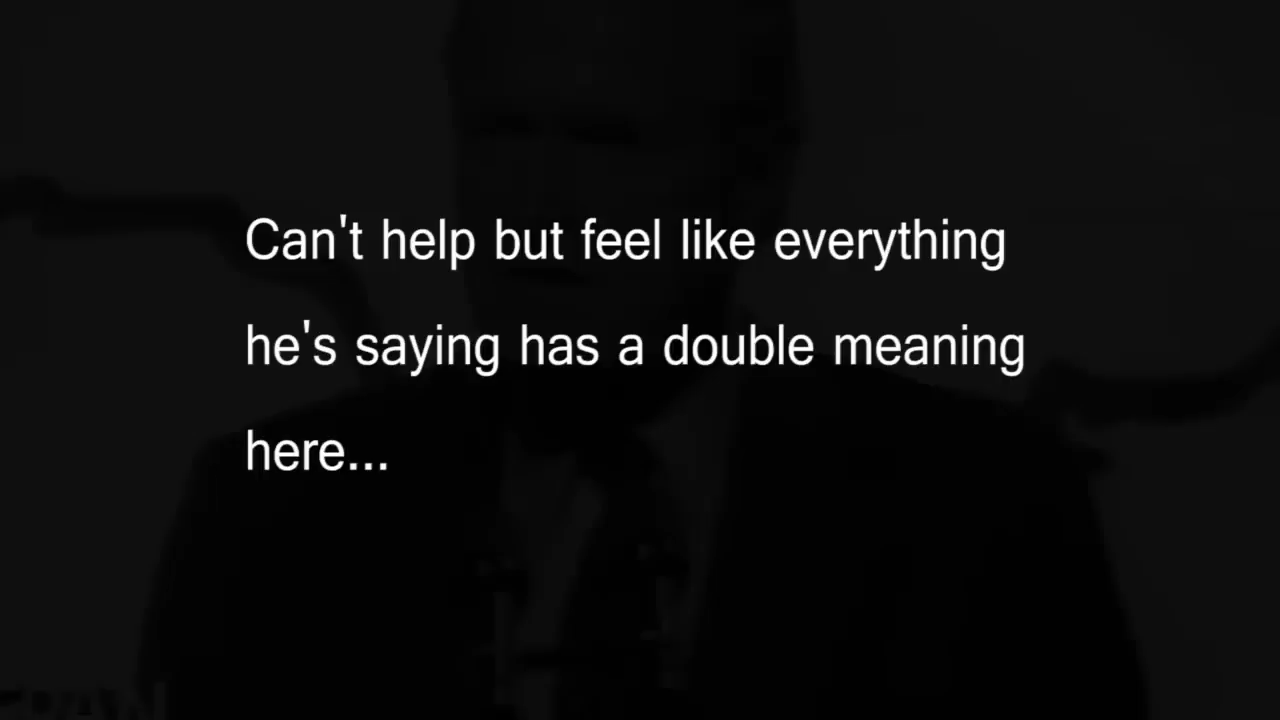 Can't help but feel like everything
he's saying has a double meaning
here...